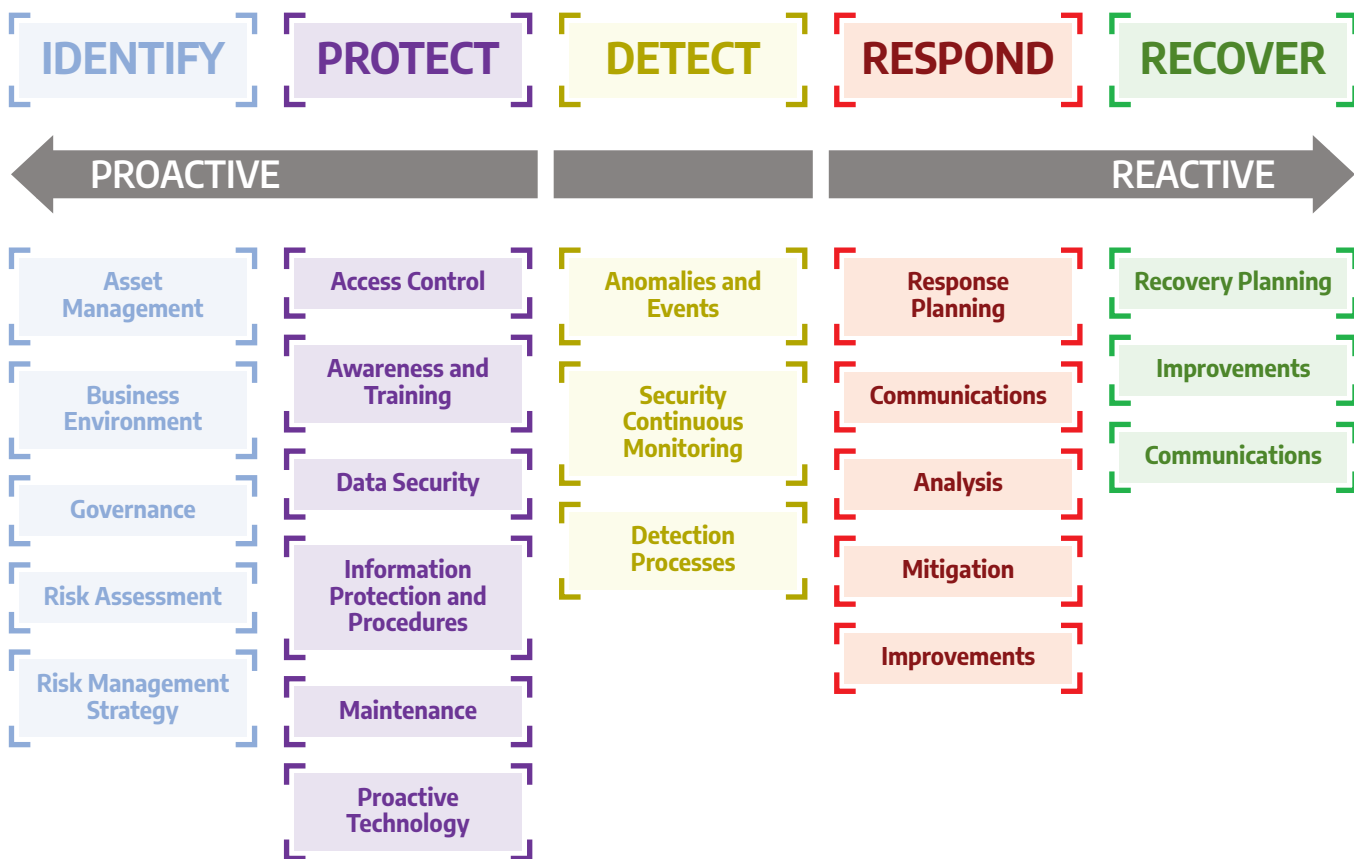 IDENTIFY
PROTECT
DETECT
RESPOND
RECOVER
PROACTIVE
REACTIVE
Asset
Management
Business
Environment
Governance
Risk Assessment
Risk Management
Strategy
Access Control
Awareness and
Training
Data Security
Information
Protection and
Procedures
Maintenance
Proactive
Technology
Anomalies and
Events
Security
Continuous
Monitoring
Detection
Processes
Response
Planning
Communications
Analysis
Mitigation
Improvements
Recovery Planning
Improvements
Communications